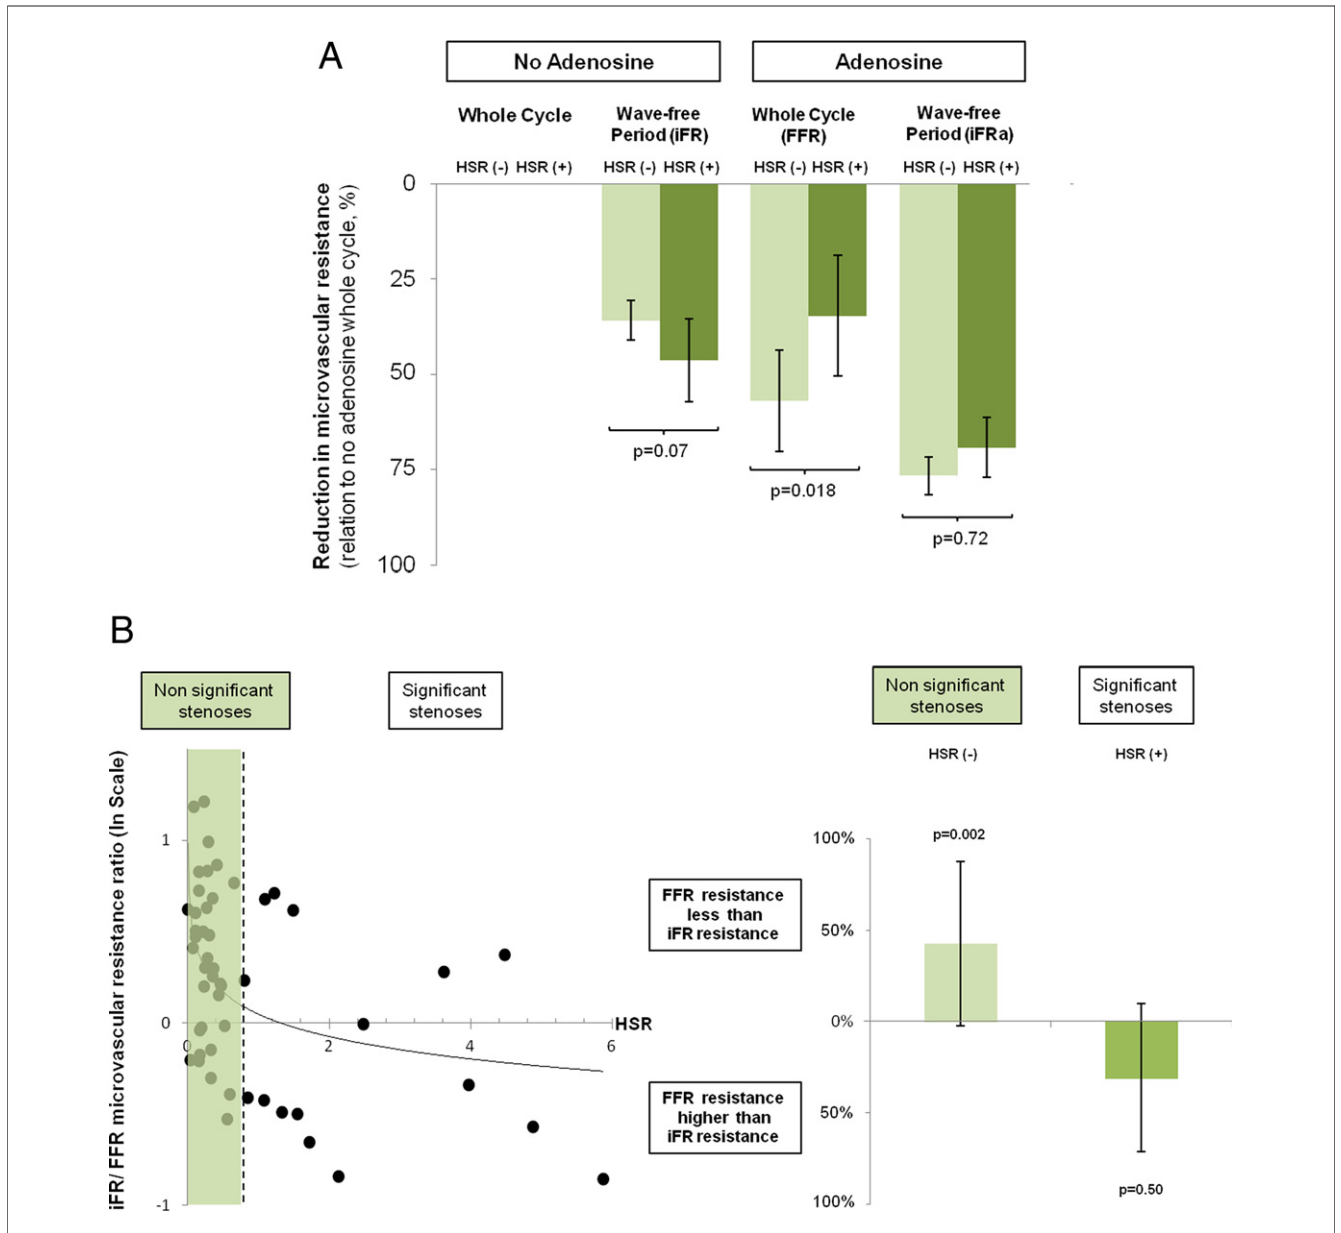 A
No Adenosine
Adenosine
Whole Cycle
Wave-free
Period (iFR)
Whole Cycle
(FFR)
Wave-free
Period (iFRa)
HSR (-) HSR (+)
HSR (-) HSR (+)
HSR (-) HSR (+)
HSR (-) HSR (+)
Reduction in microvascular resistance
(relation to no adenosine whole cycle, %)
0
25
50
75
100
p=0.07
p=0.018
p=0.72
B
Non significant
stenoses
Significant
stenoses
iFR/ FFR microvascular resistance ratio (ln Scale)
1
0
-1
0
2
4
6
HSR
FFR resistance
less than
iFR resistance
FFR resistance
higher than
iFR resistance
Non significant
stenoses
Significant
stenoses
HSR (-)
HSR (+)
100%
50%
0%
50%
100%
p=0.002
p=0.50